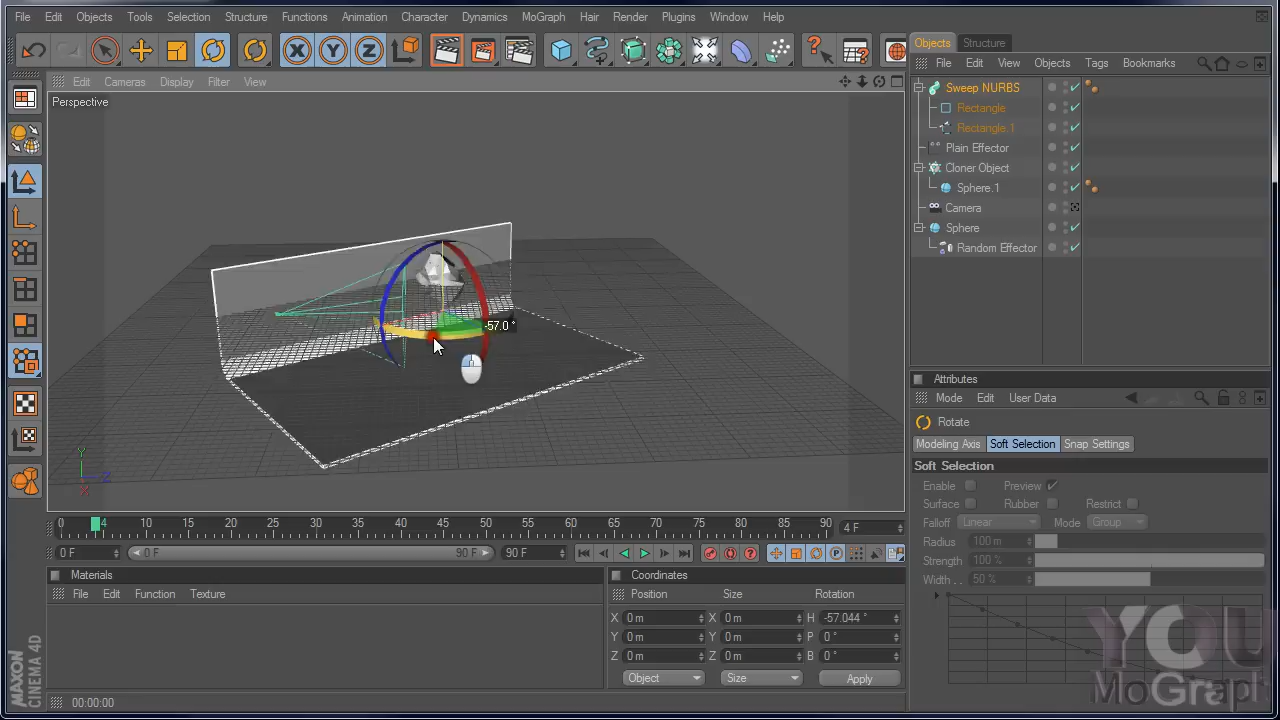 File Edit Objects Tools Selection Structure Functions Animation Character Dynamics MoGraph Hair Render Plugins Window Help
Objects Structure
File Edit View Objects Tags Bookmarks
Edit Cameras Display Filter View
Perspective
Sweep NURBS
Rectangle
Rectangle.1
Plain Effector
Cloner Object
Sphere.1
Camera
Sphere
Random Effector
-57.0 °
Y
Z
X
Attributes
Mode Edit User Data
Rotate
Modeling Axis Soft Selection Snap Settings
Soft Selection
Enable Preview
Surface Rubber Restrict
Falloff Linear Mode Group
Radius 100 m
Strength 100 %
Width . . 50 %
0 4 10 15 20 25 30 35 40 45 50 55 60 65 70 75 80 85 90 4 F
0 F 0 F 90 F 90 F
Materials
File Edit Function Texture
Coordinates
Position Size Rotation
X 0 m X 0 m H -57.044 °
Y 0 m Y 0 m P 0 °
Z 0 m Z 0 m B 0 °
Object Size Apply
00:00:00
MAXON
CINEMA 4D
YOU
MoGraph